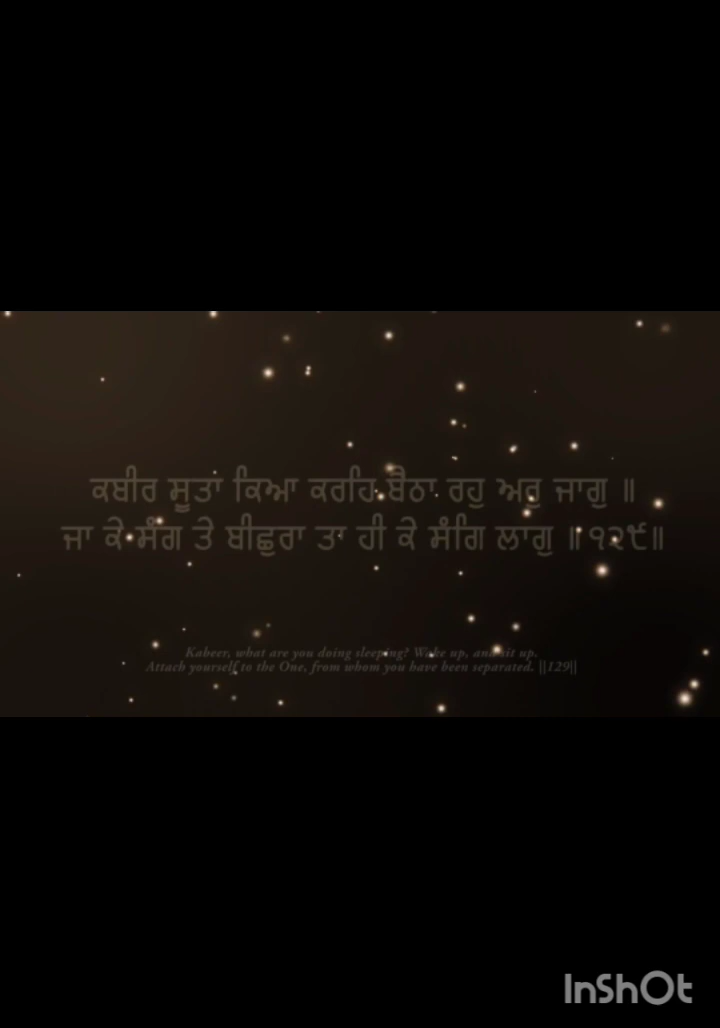 ਕਬੀਰ ਸੂਤਾ ਕਿਆ ਕਰਹਿ ਬੈਠਾ ਰਹੁ ਅਰੁ ਜਾਗੁ ॥
ਜਾ ਕੇ ਸੰਗ ਤੇ ਬੀਛੁਰਾ ਤਾ ਹੀ ਕੇ ਸੰਗਿ ਲਾਗੁ ॥੧੨੯॥
Kabeer, what are you doing sleeping? Wake up, and sit up.
Attach yourself to the One, from whom you have been separated. ||129||
InShOt